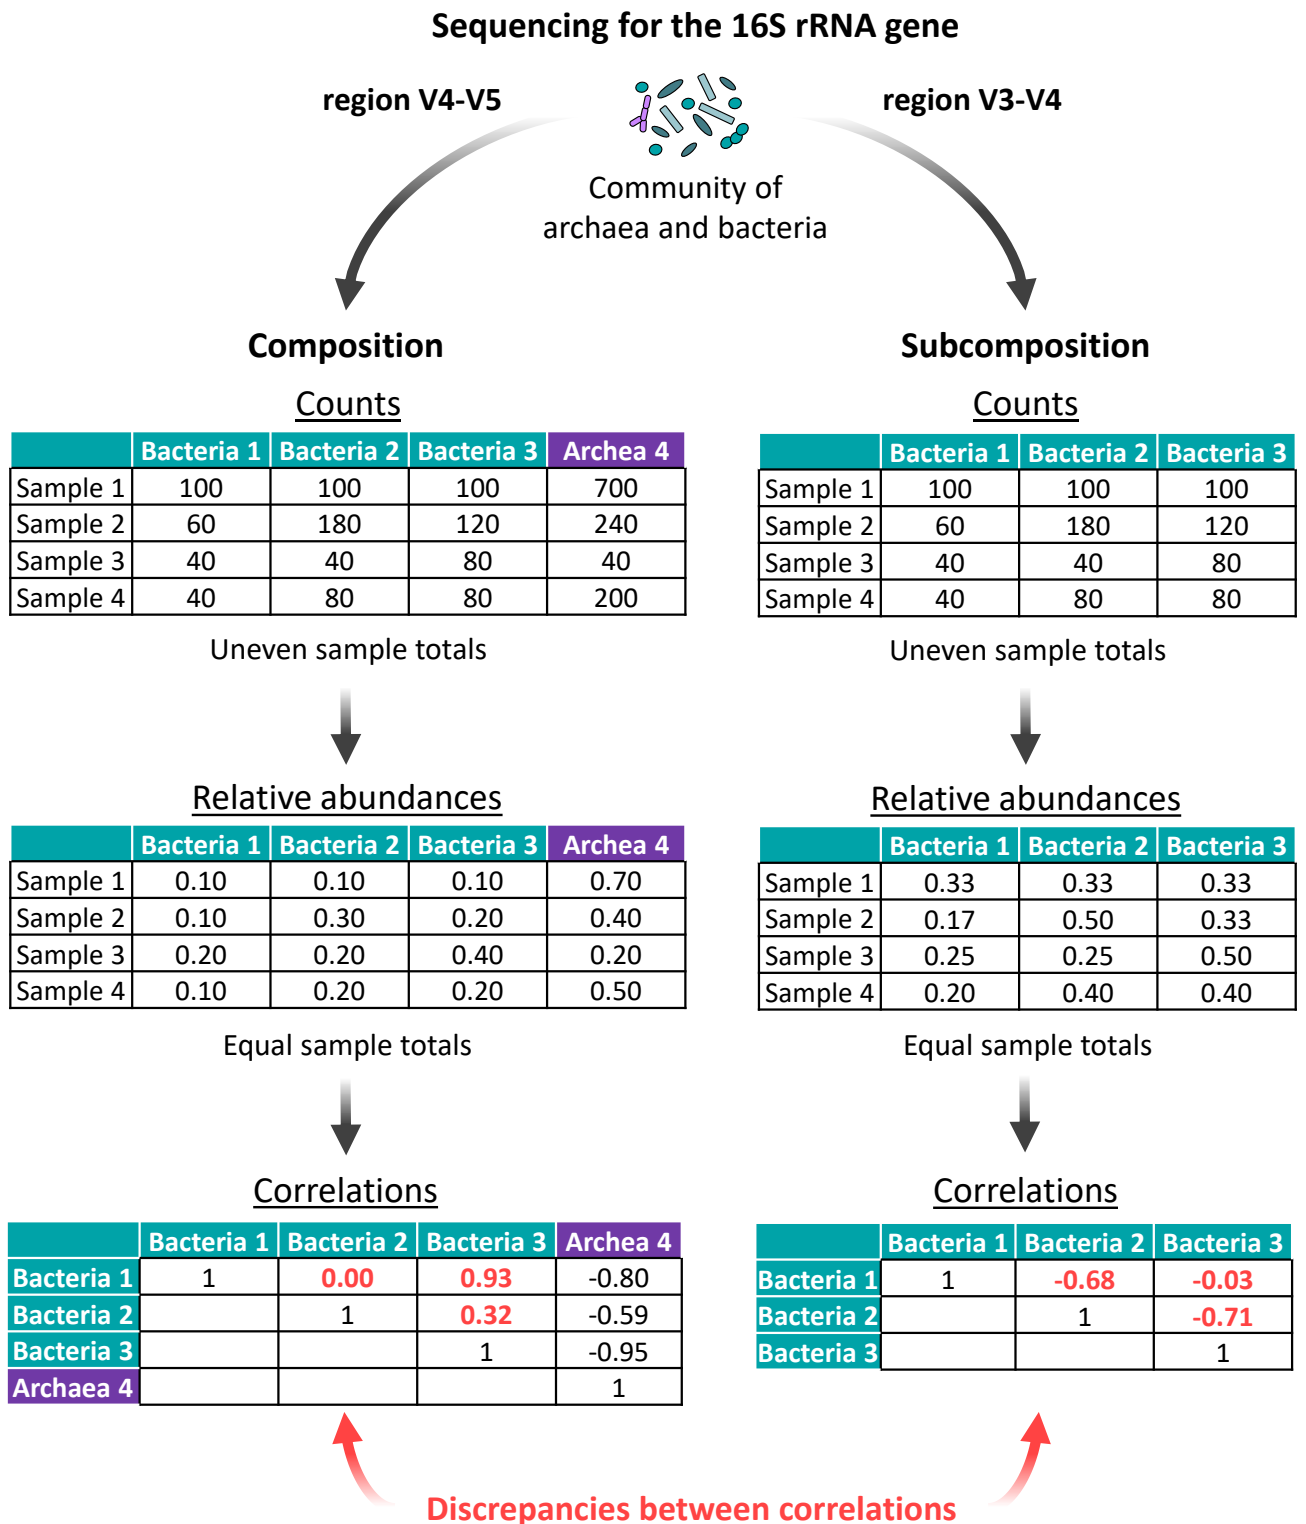 Sequencing for the 16S rRNA gene
region V4-V5
region V3-V4
Community of
archaea and bacteria
Composition
Counts
Bacteria 1 Bacteria 2 Bacteria 3 Archea 4
Sample 1 100 100 100 700
Sample 2 60 180 120 240
Sample 3 40 40 80 40
Sample 4 40 80 80 200
Uneven sample totals
Relative abundances
Bacteria 1 Bacteria 2 Bacteria 3 Archea 4
Sample 1 0.10 0.10 0.10 0.70
Sample 2 0.10 0.30 0.20 0.40
Sample 3 0.20 0.20 0.40 0.20
Sample 4 0.10 0.20 0.20 0.50
Equal sample totals
Correlations
Bacteria 1 Bacteria 2 Bacteria 3 Archea 4
Bacteria 1 1 0.00 0.93 -0.80
Bacteria 2 1 0.32 -0.59
Bacteria 3 1 -0.95
Archaea 4 1
Subcomposition
Counts
Bacteria 1 Bacteria 2 Bacteria 3
Sample 1 100 100 100
Sample 2 60 180 120
Sample 3 40 40 80
Sample 4 40 80 80
Uneven sample totals
Relative abundances
Bacteria 1 Bacteria 2 Bacteria 3
Sample 1 0.33 0.33 0.33
Sample 2 0.17 0.50 0.33
Sample 3 0.25 0.25 0.50
Sample 4 0.20 0.40 0.40
Equal sample totals
Correlations
Bacteria 1 Bacteria 2 Bacteria 3
Bacteria 1 1 -0.68 -0.03
Bacteria 2 1 -0.71
Bacteria 3 1
Discrepancies between correlations